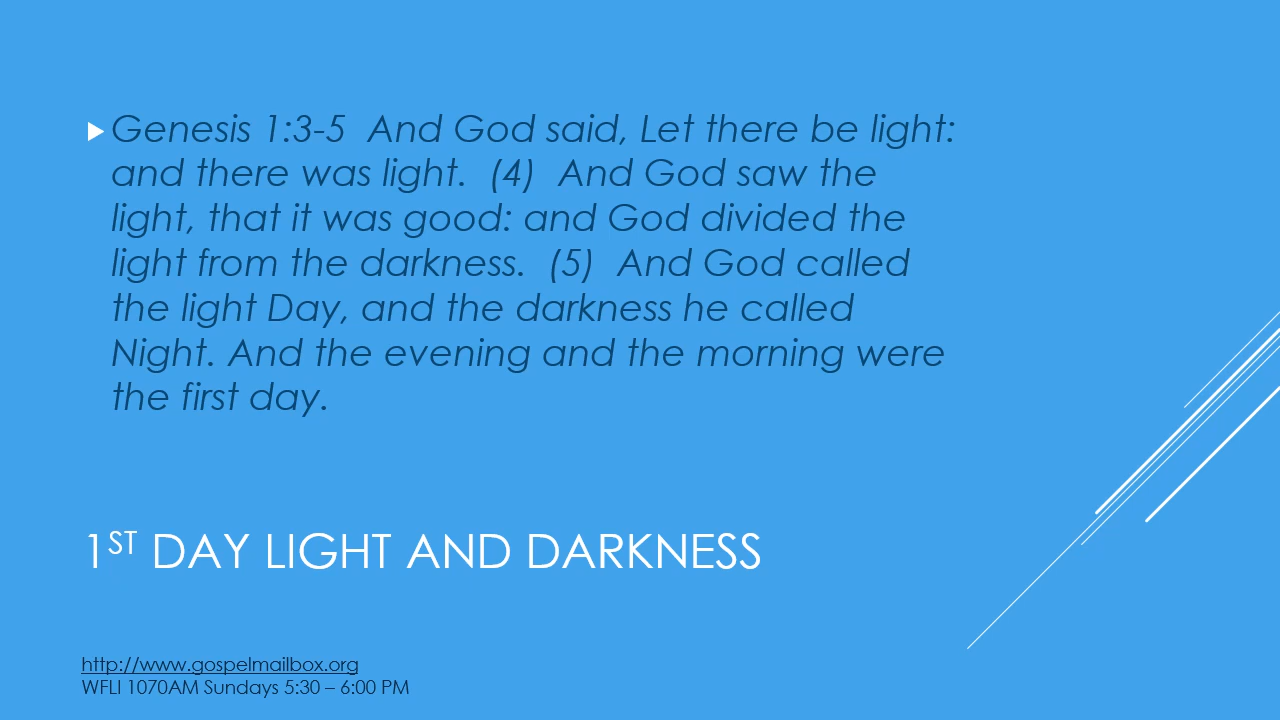 Genesis 1:3-5  And God said, Let there be light:
and there was light.  (4)  And God saw the
light, that it was good: and God divided the
light from the darkness.  (5)  And God called
the light Day, and the darkness he called
Night. And the evening and the morning were
the first day.
1ST DAY LIGHT AND DARKNESS
http://www.gospelmailbox.org
WFLI 1070AM Sundays 5:30 – 6:00 PM